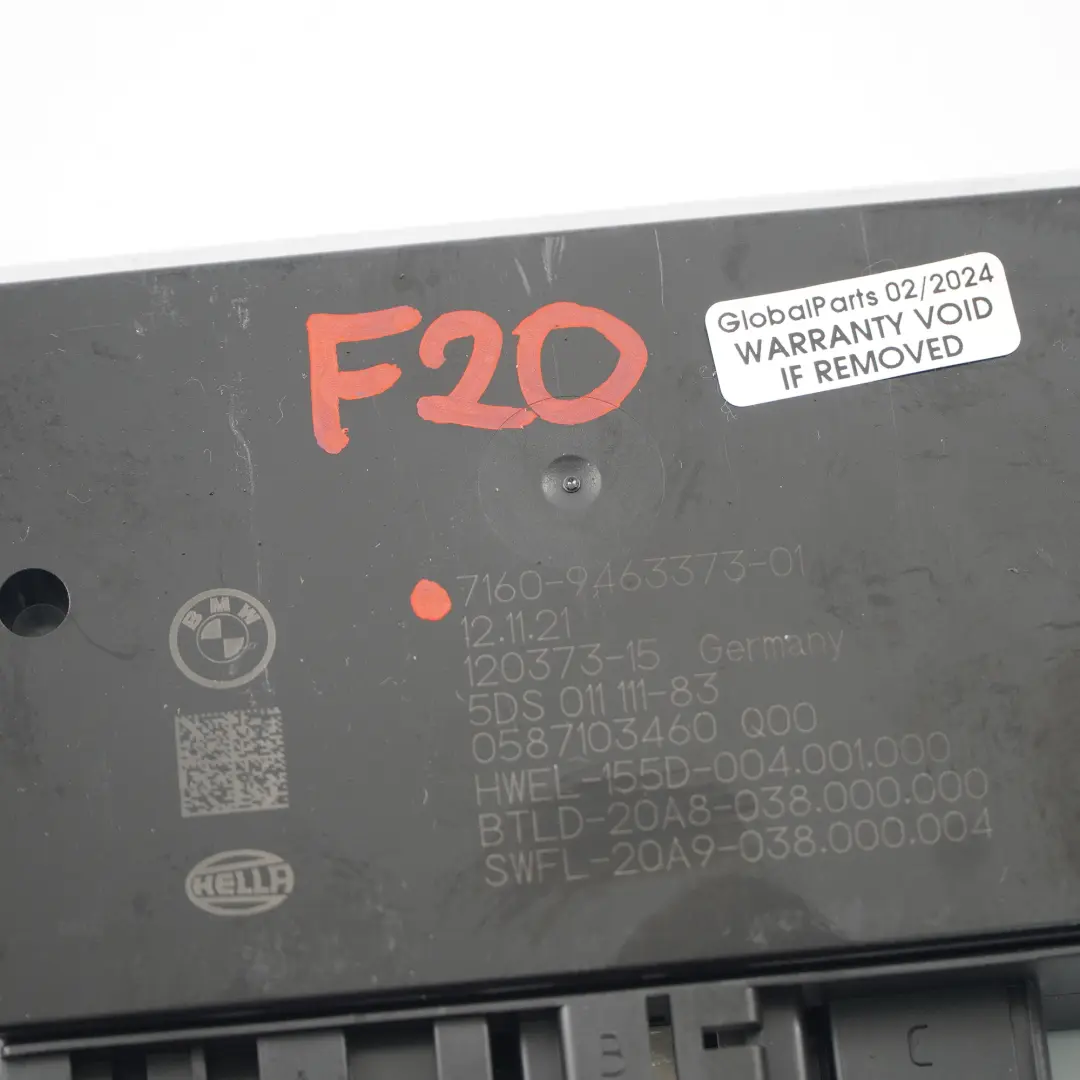 F20
GlobalParts 02/2024
WARRANTY VOID
IF REMOVED
7160-9463373-01
12.11.21
120373-15 Germany
5DS 011 111-83
0587103460 Q00
HWEL-155D-004.001.000
BTLD-20A8-038.000.000
SWFL-20A9-038.000.004
BMW
HELLA
A
B
C